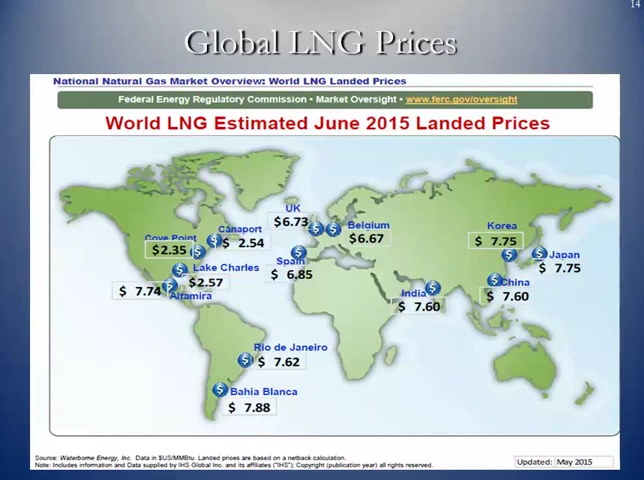 14
Global LNG Prices
National Natural Gas Market Overview: World LNG Landed Prices
Federal Energy Regulatory Commission • Market Oversight • www.ferc.gov/oversight
World LNG Estimated June 2015 Landed Prices
UK
$6.73
Belgium
$6.67
Canaport
$ 2.54
Cove Point
$2.35
Korea
$ 7.75
Japan
$ 7.75
Spain
$ 6.85
Lake Charles
$2.57
$ 7.74
Altamira
China
$ 7.60
India
$ 7.60
Rio de Janeiro
$ 7.62
Bahia Blanca
$ 7.88
Source: Waterborne Energy, Inc. Data in $US/MMBtu. Landed prices are based on a netback calculation.
Note: Includes information and Data supplied by IHS Global Inc. and its affiliates ("IHS"); Copyright (publication year) all rights reserved.
Updated: May 2015